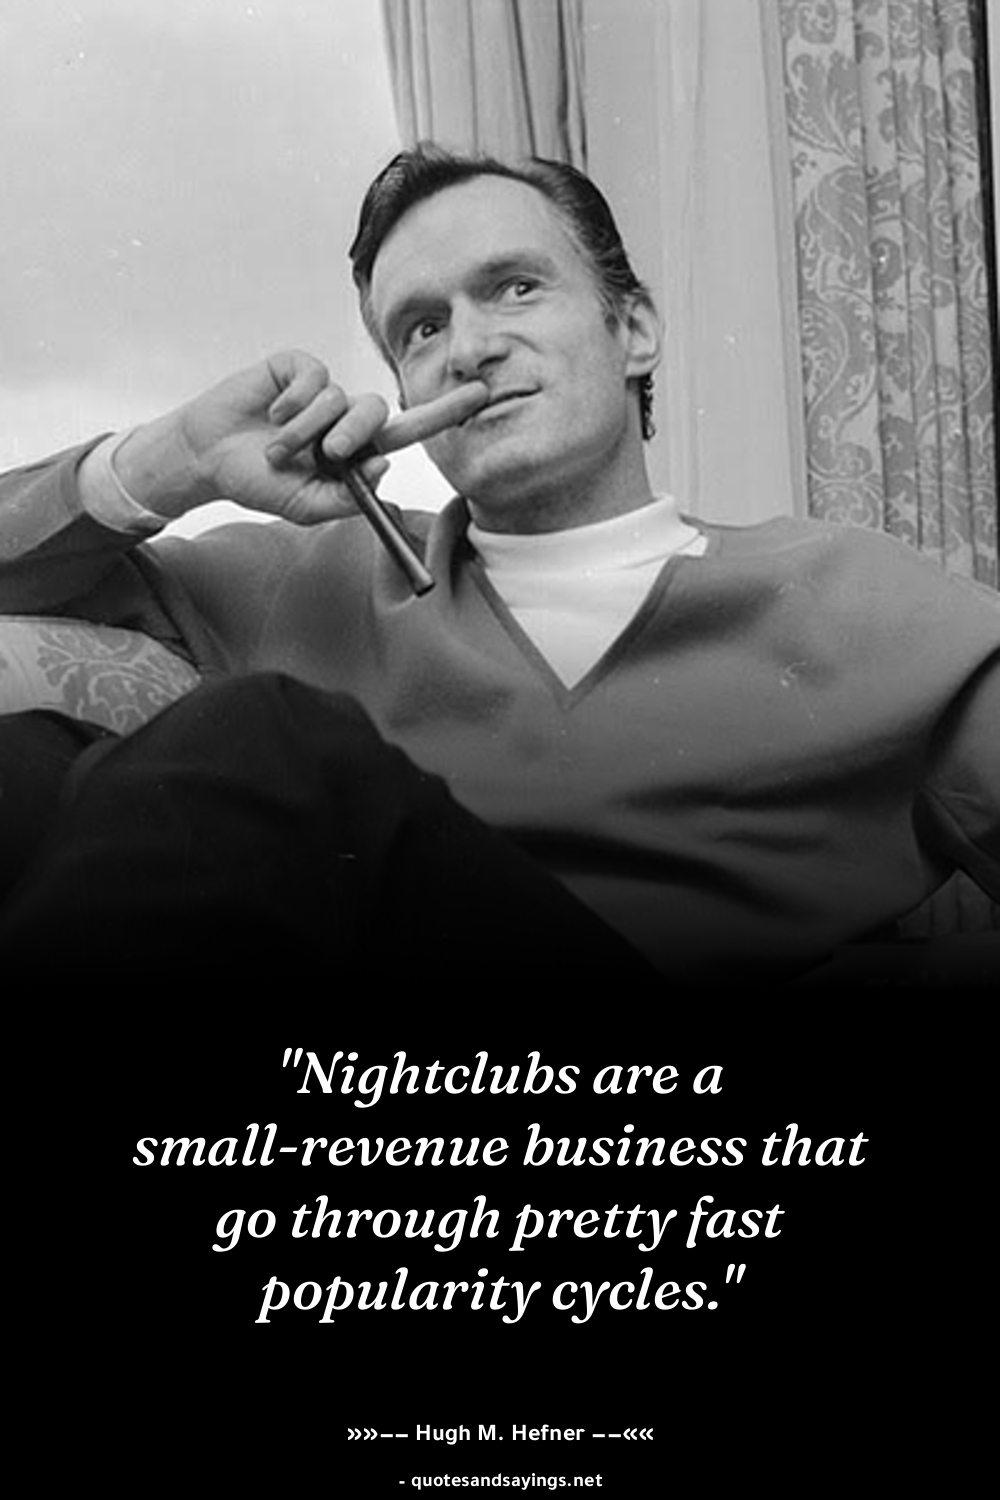 "Nightclubs are a
small-revenue business that
go through pretty fast
popularity cycles."
»»–– Hugh M. Hefner ––««
- quotesandsayings.net